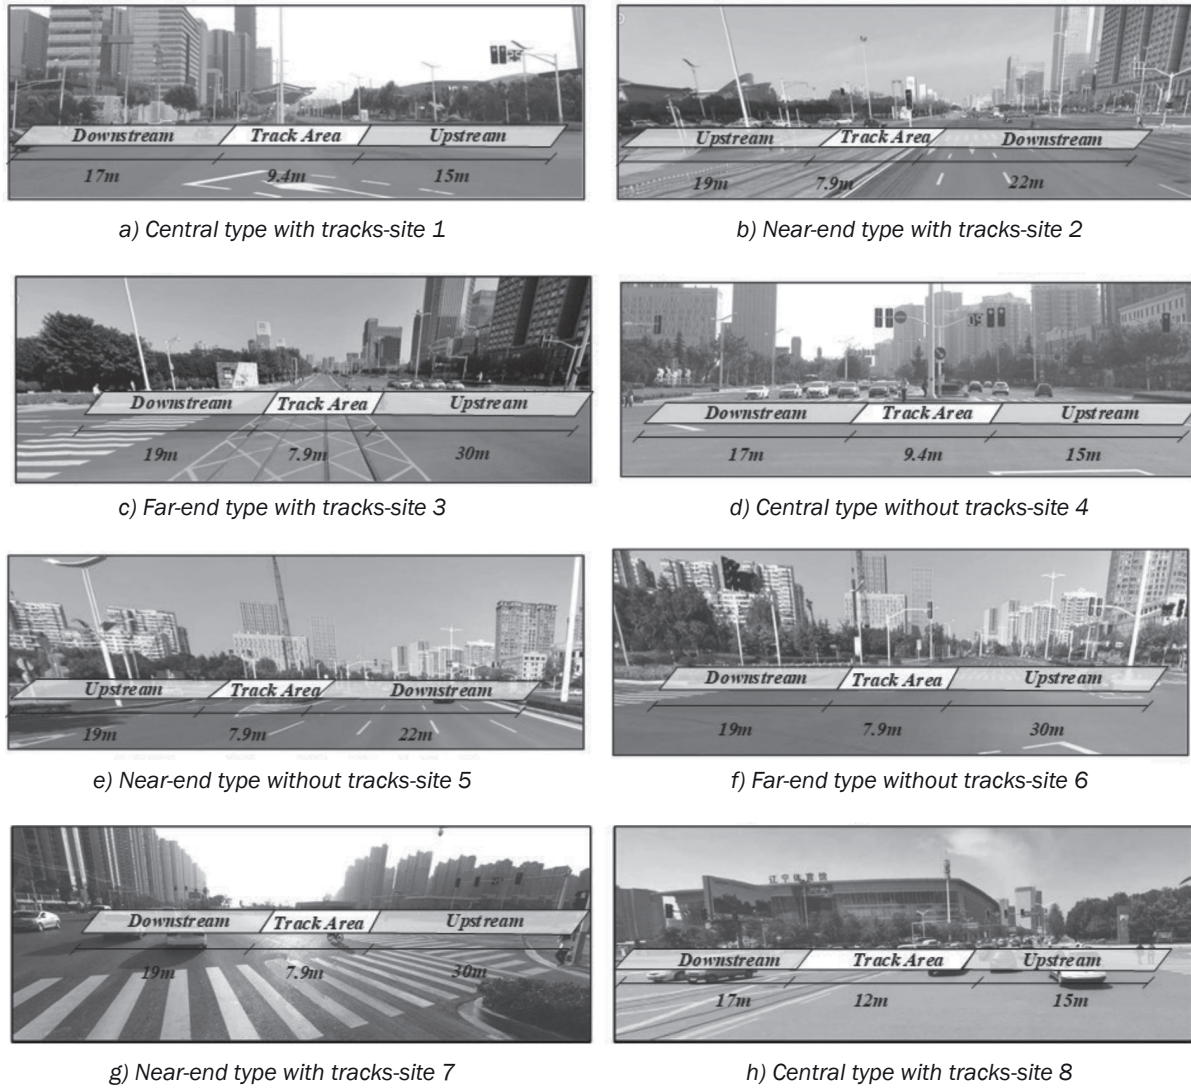 Downstream Track Area Upstream
17m 9.4m 15m
a) Central type with tracks-site 1
Upstream Track Area Downstream
19m 7.9m 22m
b) Near-end type with tracks-site 2
Downstream Track Area Upstream
19m 7.9m 30m
c) Far-end type with tracks-site 3
Downstream Track Area Upstream
17m 9.4m 15m
d) Central type without tracks-site 4
Upstream Track Area Downstream
19m 7.9m 22m
e) Near-end type without tracks-site 5
Downstream Track Area Upstream
19m 7.9m 30m
f) Far-end type without tracks-site 6
Downstream Track Area Upstream
19m 7.9m 30m
g) Near-end type with tracks-site 7
辽宁体育馆
Downstream Track Area Upstream
17m 12m 15m
h) Central type with tracks-site 8